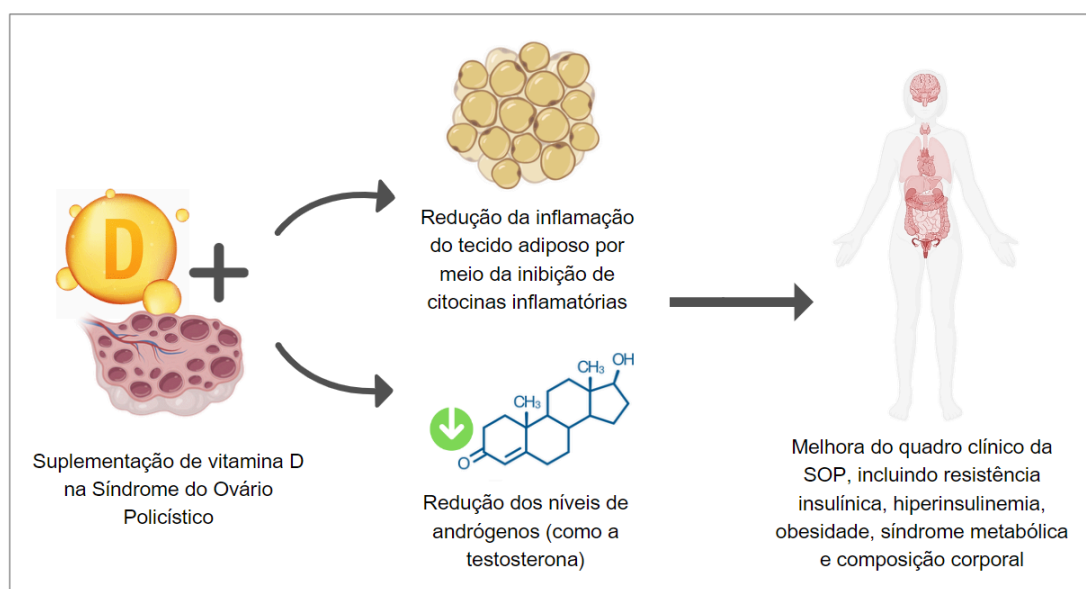 D
Suplementação de vitamina D
na Síndrome do Ovário
Policístico
Redução da inflamação
do tecido adiposo por
meio da inibição de
citocinas inflamatórias
OH
CH₃
CH₃
O
Redução dos níveis de
andrógenos (como a
testosterona)
Melhora do quadro clínico da
SOP, incluindo resistência
insulínica, hiperinsulinemia,
obesidade, síndrome metabólica
e composição corporal